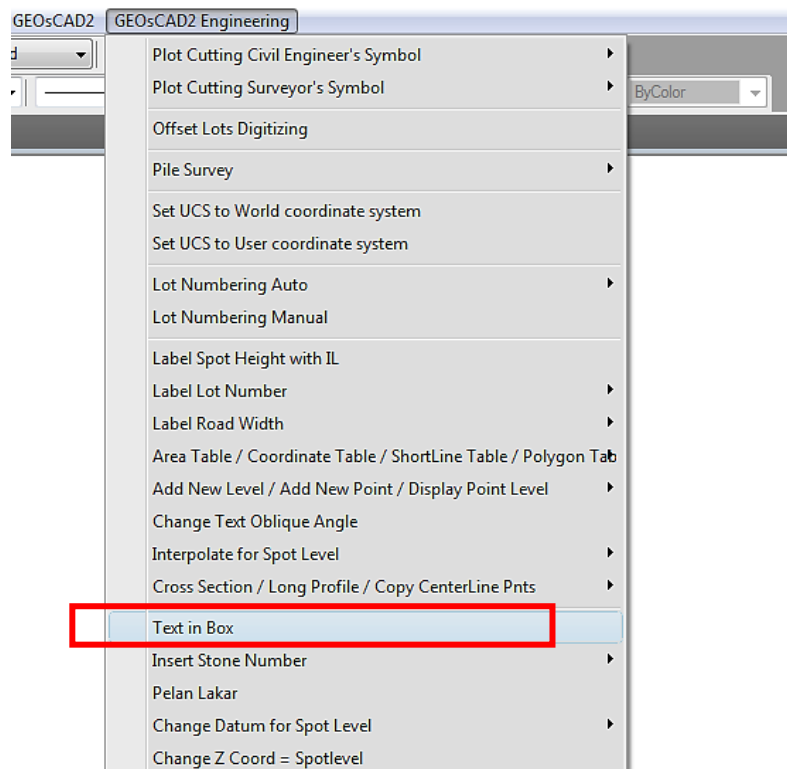 GEOsCAD2 GEOsCAD2 Engineering
Plot Cutting Civil Engineer's Symbol
Plot Cutting Surveyor's Symbol
ByColor
Offset Lots Digitizing
Pile Survey
Set UCS to World coordinate system
Set UCS to User coordinate system
Lot Numbering Auto
Lot Numbering Manual
Label Spot Height with IL
Label Lot Number
Label Road Width
Area Table / Coordinate Table / ShortLine Table / Polygon Tab
Add New Level / Add New Point / Display Point Level
Change Text Oblique Angle
Interpolate for Spot Level
Cross Section / Long Profile / Copy CenterLine Pnts
Text in Box
Insert Stone Number
Pelan Lakar
Change Datum for Spot Level
Change Z Coord = Spotlevel